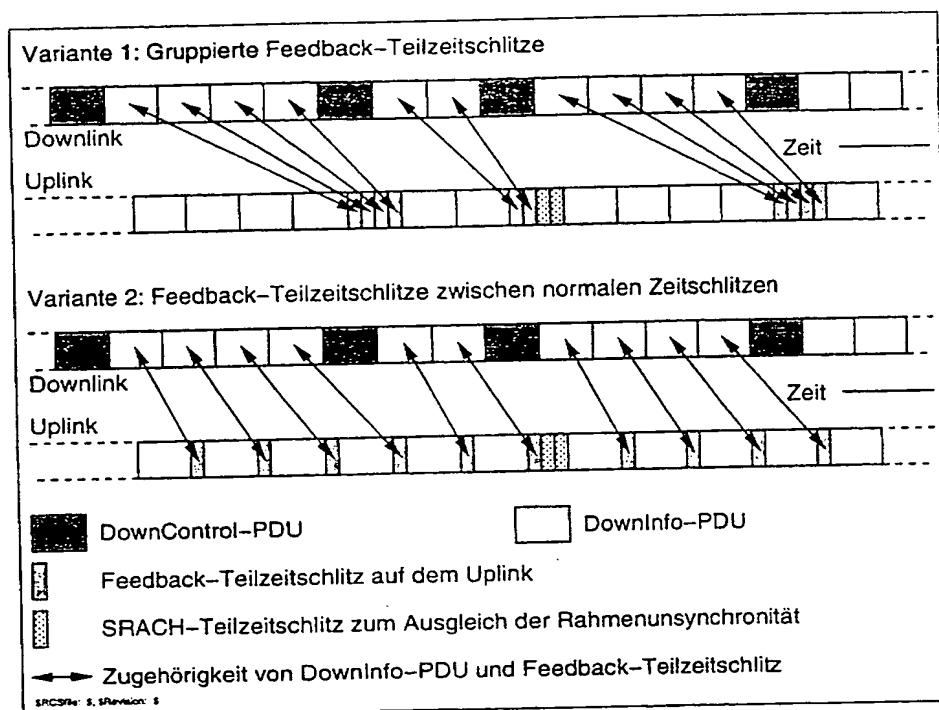 Variante 1: Gruppierte Feedback–Teilzeitschlitze
Downlink
Zeit
Uplink
Variante 2: Feedback–Teilzeitschlitze zwischen normalen Zeitschlitzen
Downlink
Zeit
Uplink
DownControl–PDU
DownInfo–PDU
Feedback–Teilzeitschlitz auf dem Uplink
SRACH–Teilzeitschlitz zum Ausgleich der Rahmenunsynchronität
Zugehörigkeit von DownInfo–PDU und Feedback–Teilzeitschlitz
$RCSfile: $, $Revision: $